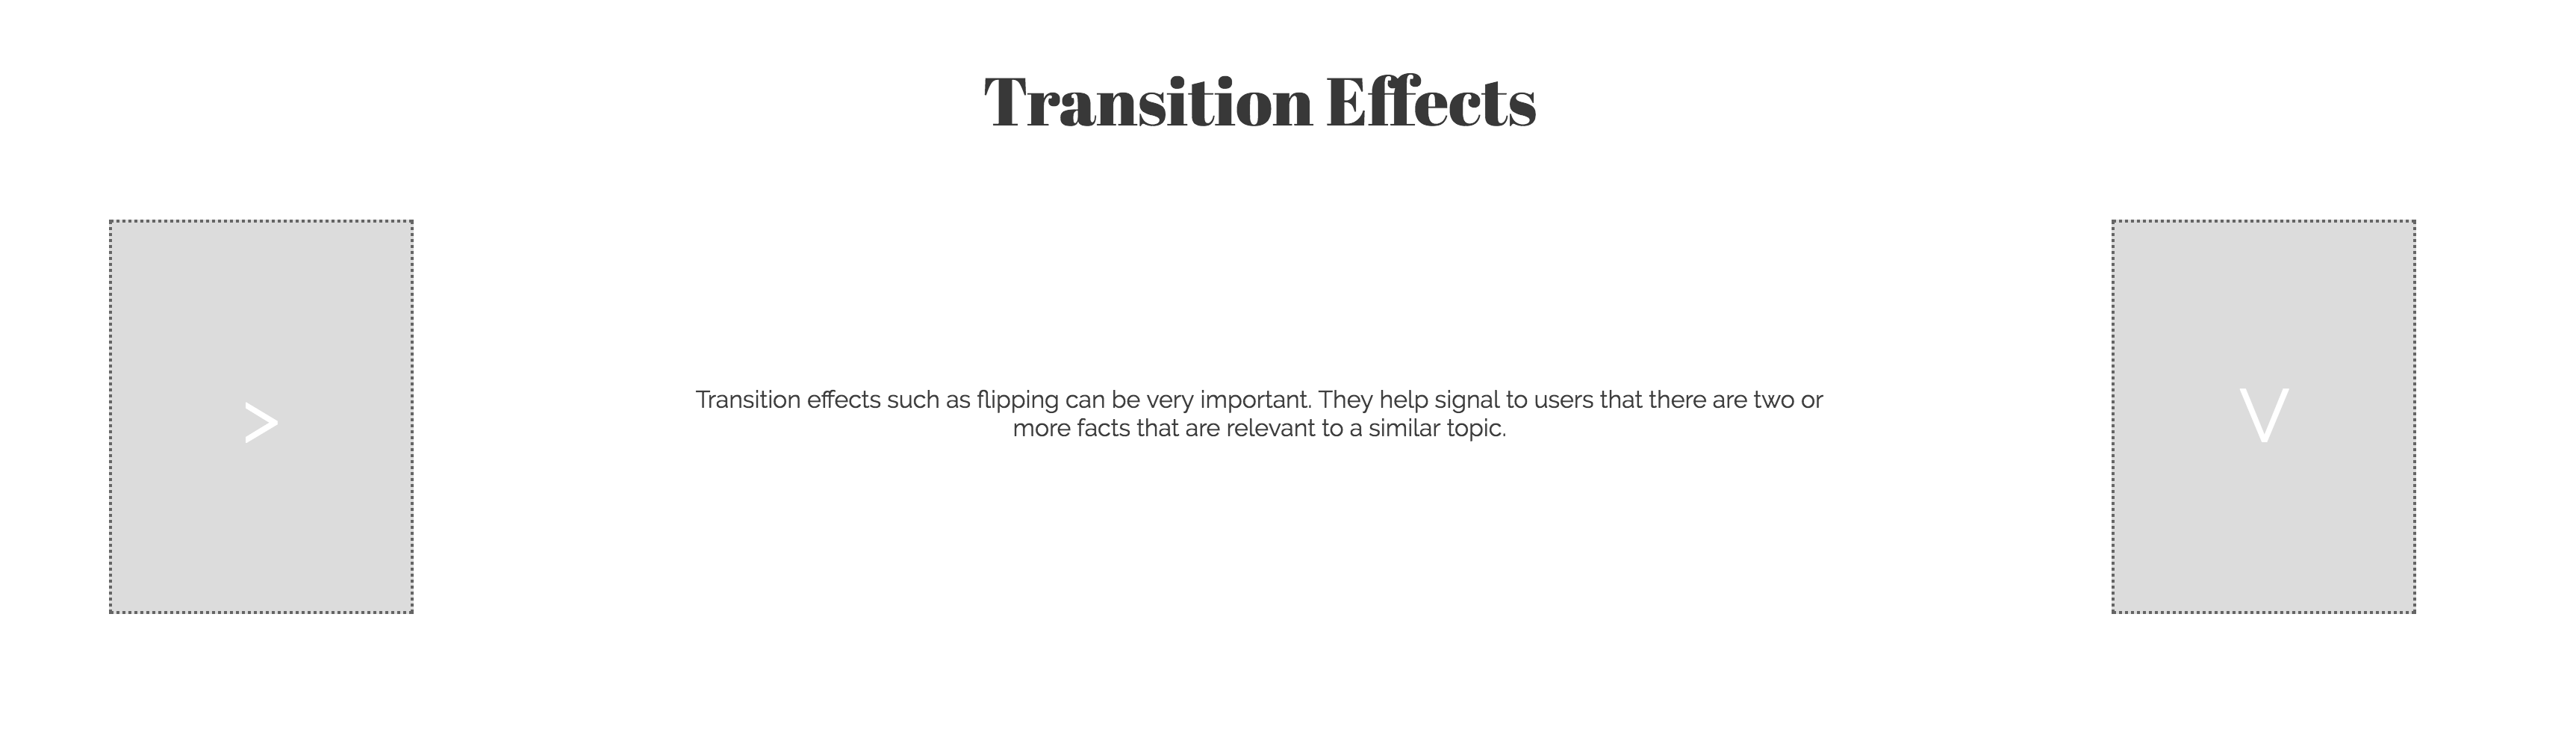 Transition Effects
>
Transition effects such as flipping can be very important. They help signal to users that there are two or
more facts that are relevant to a similar topic.
V